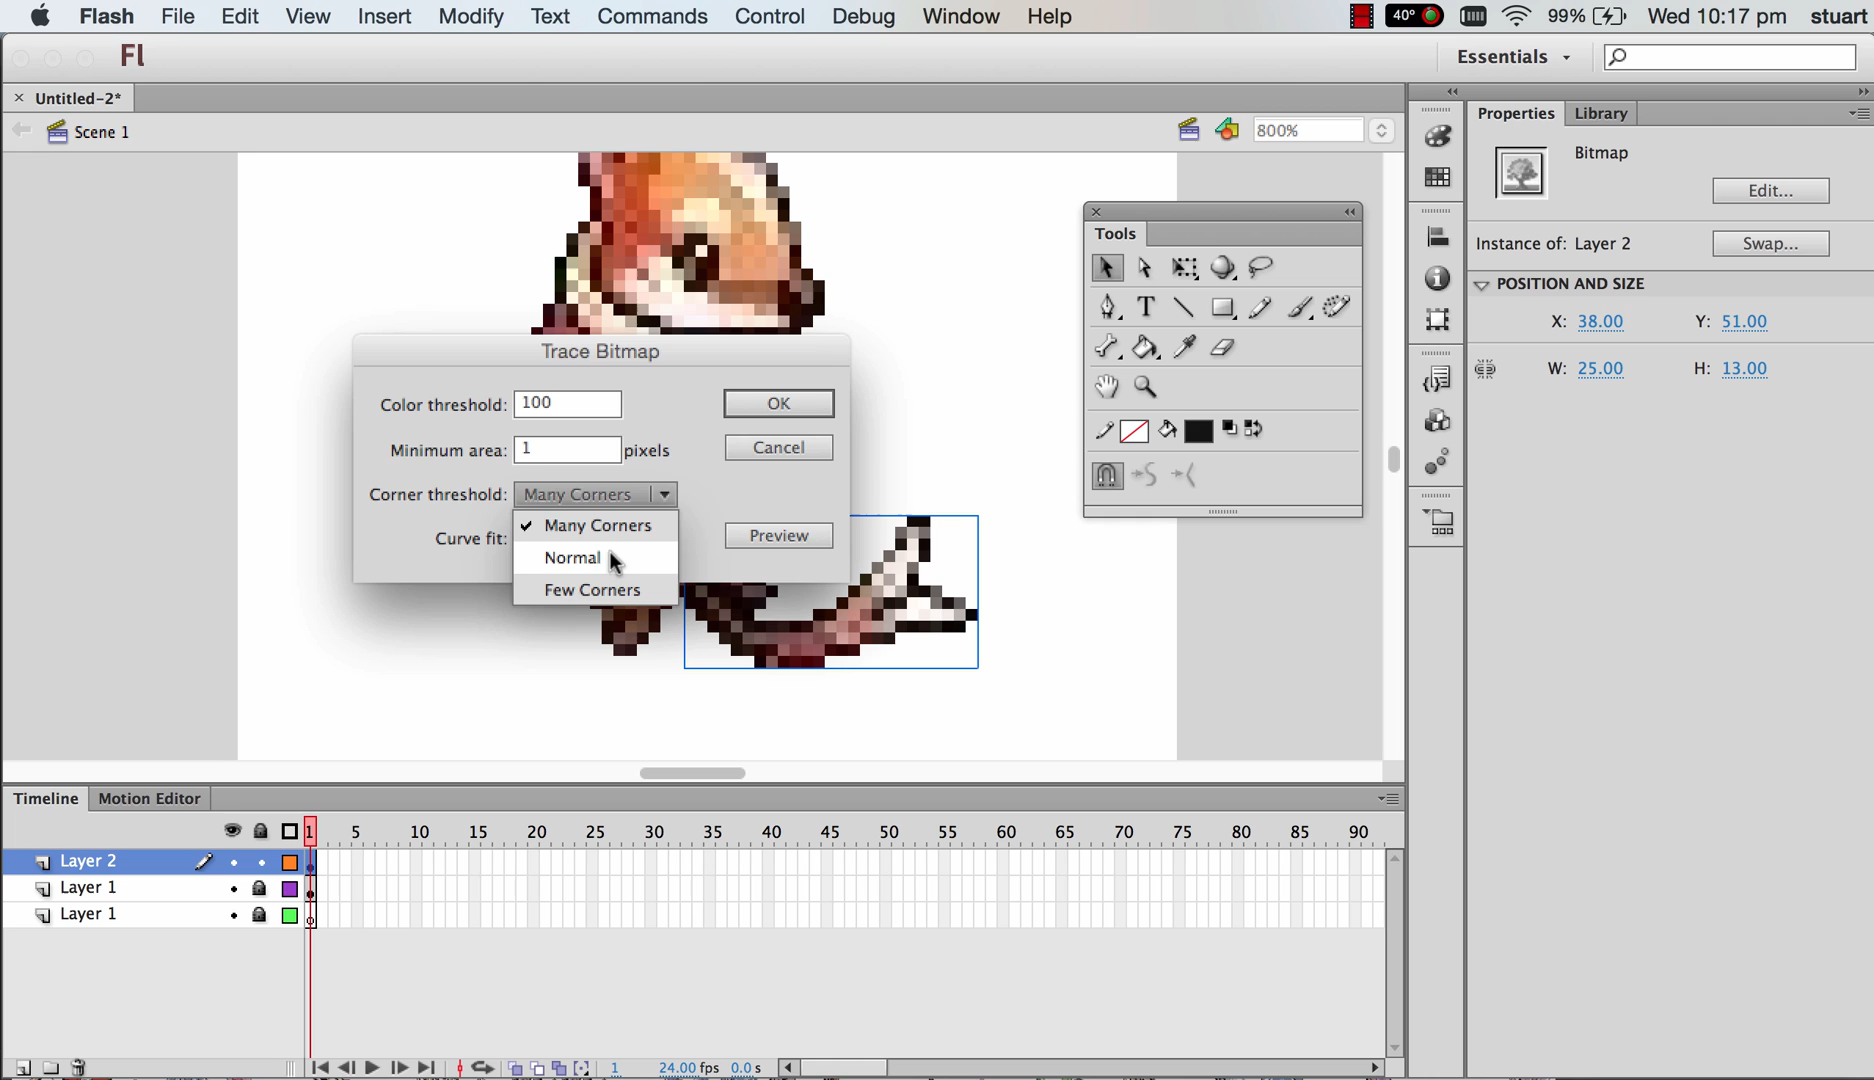 Flash File Edit View Insert Modify Text Commands Control Debug Window Help 40° 99% Wed 10:17 pm stuart
Fl Essentials
× Untitled-2*
Scene 1 800%
Properties Library
Bitmap
Edit...
Instance of: Layer 2 Swap...
POSITION AND SIZE
X: 38.00 Y: 51.00
W: 25.00 H: 13.00
Tools
T
Trace Bitmap
Color threshold: 100 OK
Minimum area: 1 pixels Cancel
Corner threshold: Many Corners
✓ Many Corners
Curve fit: Preview
Normal
Few Corners
Timeline Motion Editor
1 5 10 15 20 25 30 35 40 45 50 55 60 65 70 75 80 85 90
Layer 2
Layer 1
Layer 1
1 24.00 fps 0.0 s